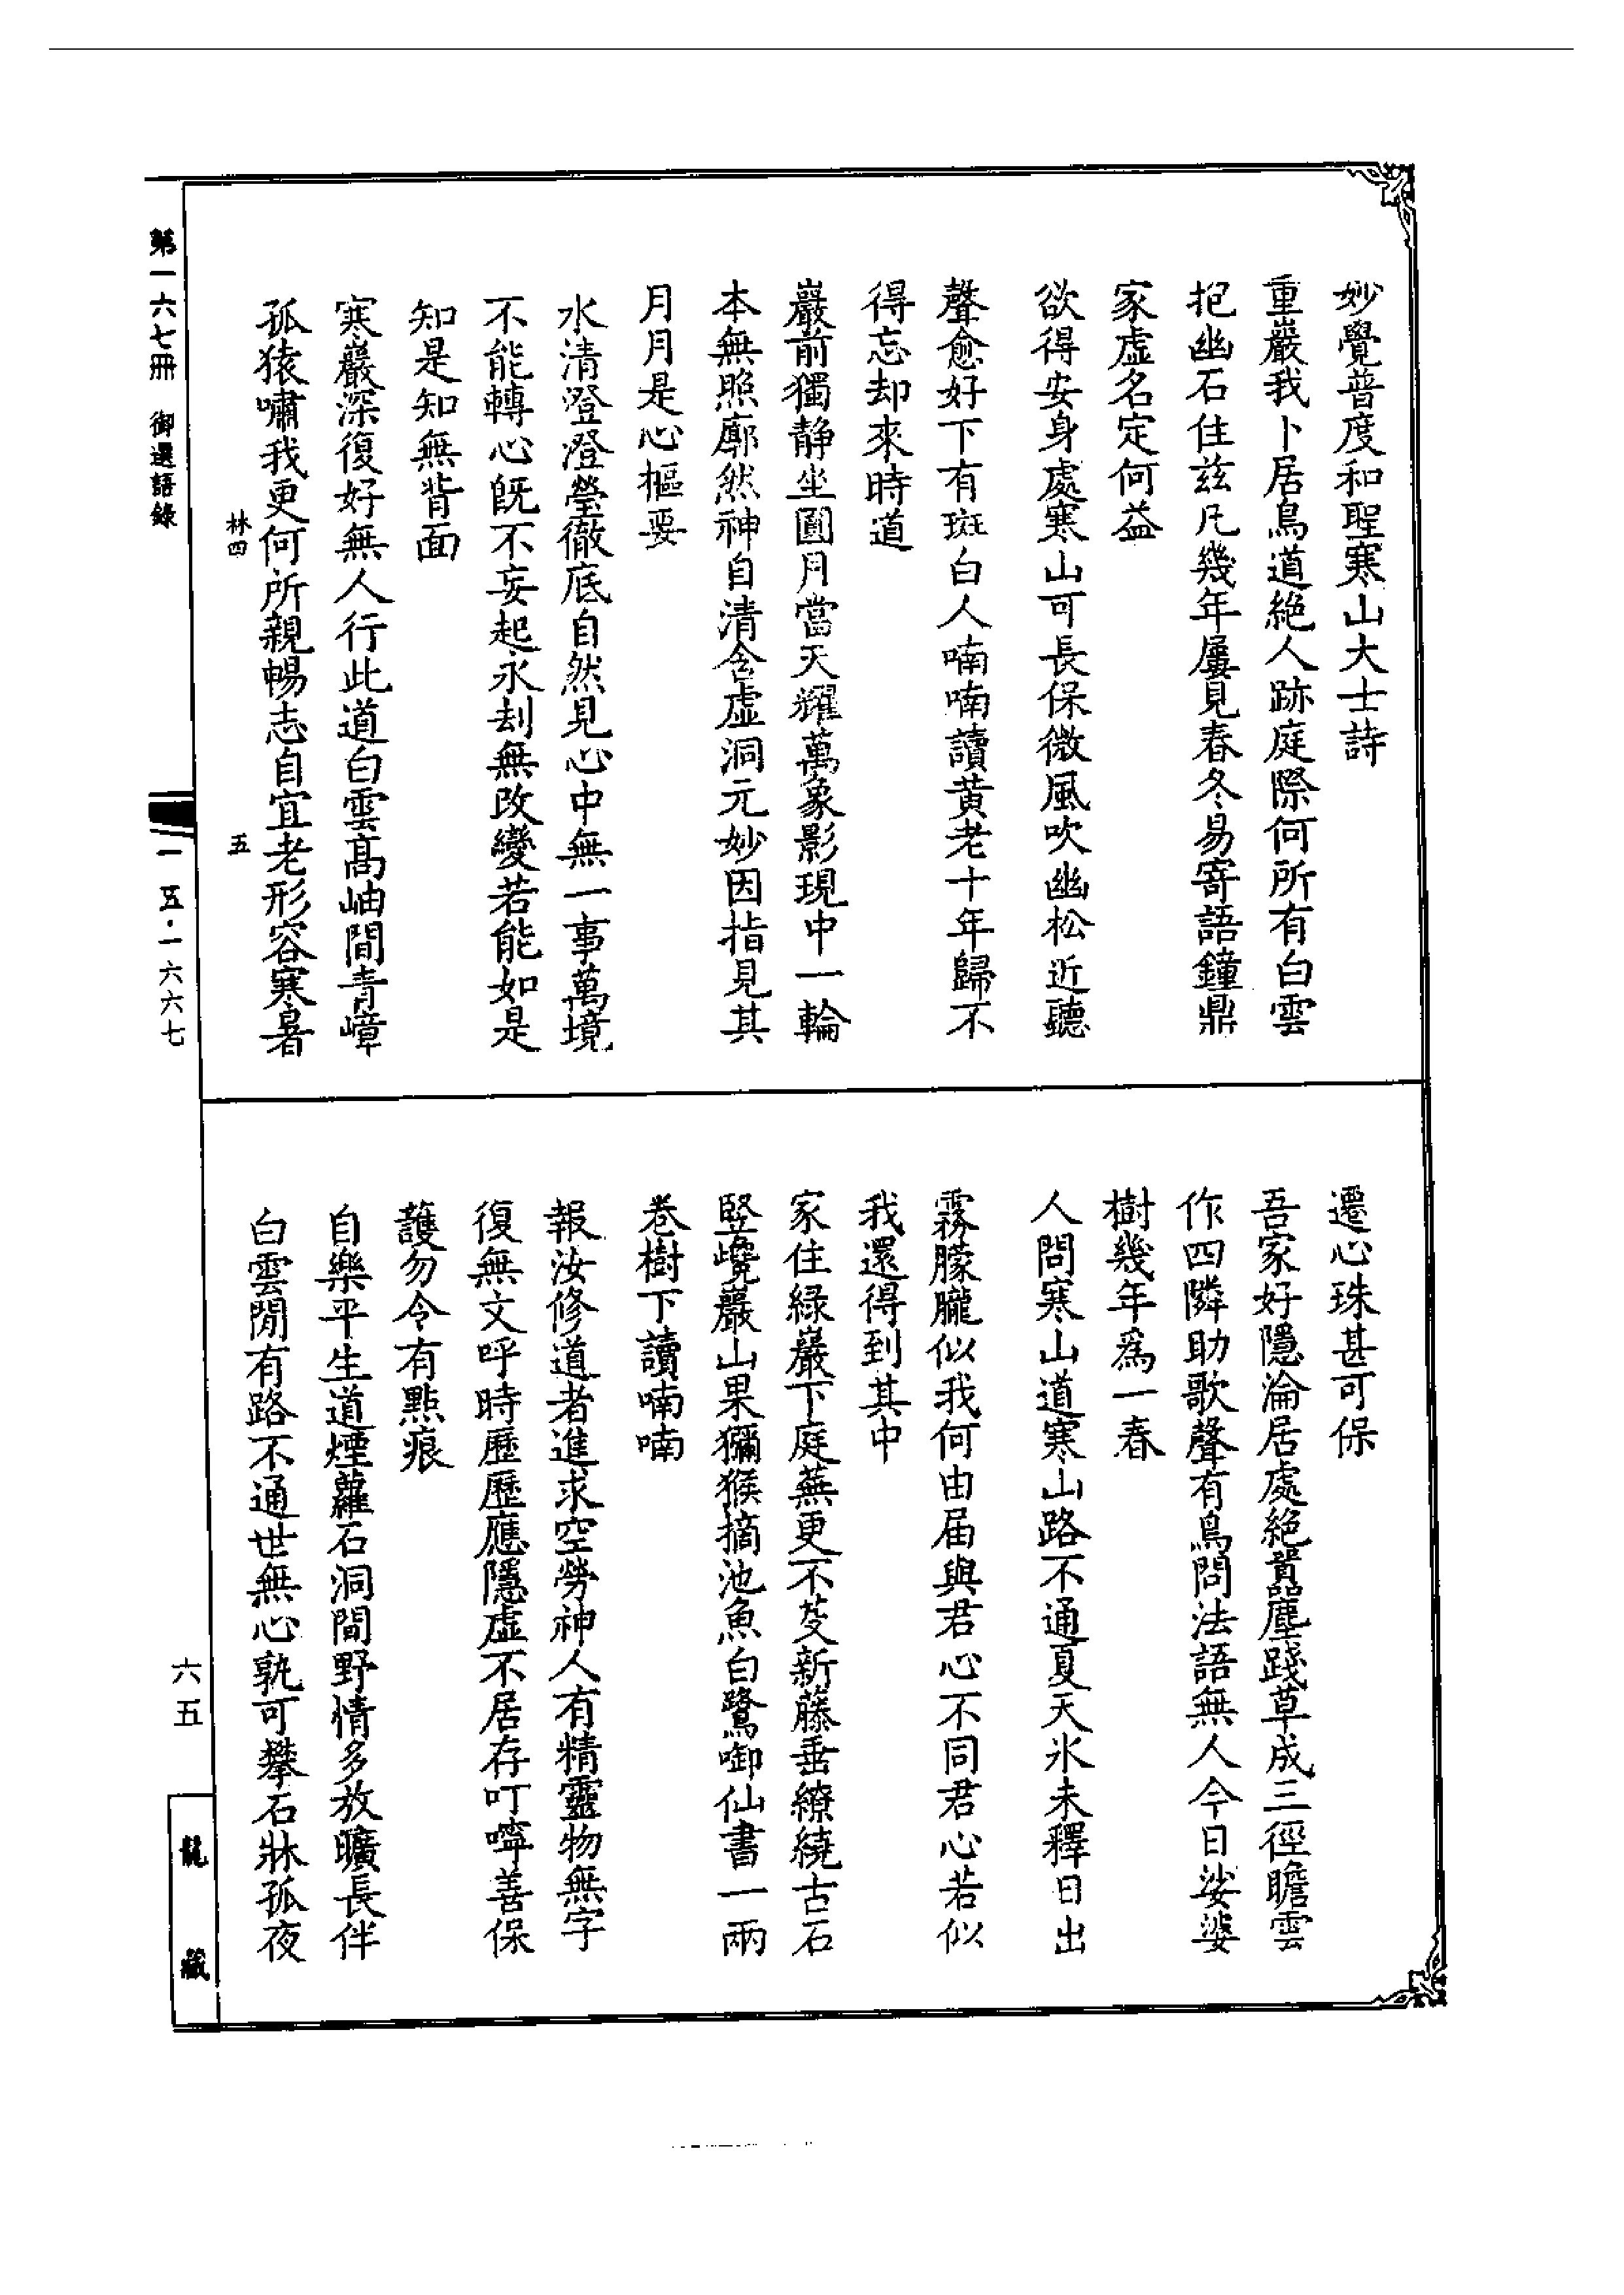 妙覺普度和聖寒山大士詩
重巖我卜居鳥道絕人跡庭際何所有白雲
抱幽石住茲凡幾年屢見春冬易寄語鐘鼎
家虛名定何益
欲得安身處寒山可長保微風吹幽松近聽
聲愈好下有斑白人喃喃讀黃老十年歸不
得忘却來時道
巖前獨靜坐圓月當天耀萬象影現中一輪
本無照廓然神自清含虛洞元妙因指見其
月月是心樞要
水清澄澄瑩徹底自然見心中無一事萬境
不能轉心既不妄起永刦無改變若能如是
知是知無背面
寒巖深復好無人行此道白雲高岫間青嶂
孤猿嘯我更何所親暢志自宜老形容寒暑
遷心珠甚可保
吾家好隱淪居處絕囂塵踐草成三徑瞻雲
作四隣助歌聲有鳥問法語無人今日娑婆
樹幾年爲一春
人問寒山道寒山路不通夏天氷未釋日出
霧朦朧似我何由屆與君心不同君心若似
我還得到其中
家住綠巖下庭蕪更不芟新藤垂繚繞古石
竪巉巖山果獼猴摘池魚白鷺啣仙書一兩
卷樹下讀喃喃
報汝修道者進求空勞神人有精靈物無字
復無文呼時歷歷應隱處不居存叮嚀善保
護勿令有點痕
自樂平生道煙蘿石洞間野情多放曠長伴
白雲閒有路不通世無心孰可攀石牀孤夜
第一六七冊 御選語錄
林四
五
一一五·一六六七
六五
龍藏